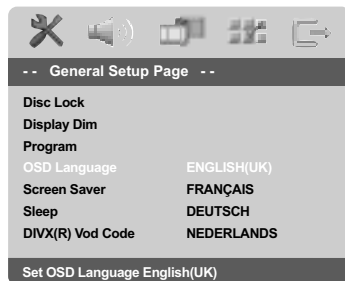 - - General Setup Page - -
Disc Lock
Display Dim
Program
OSD Language ENGLISH(UK)
Screen Saver FRANÇAIS
Sleep DEUTSCH
DIVX(R) Vod Code NEDERLANDS
Set OSD Language English(UK)